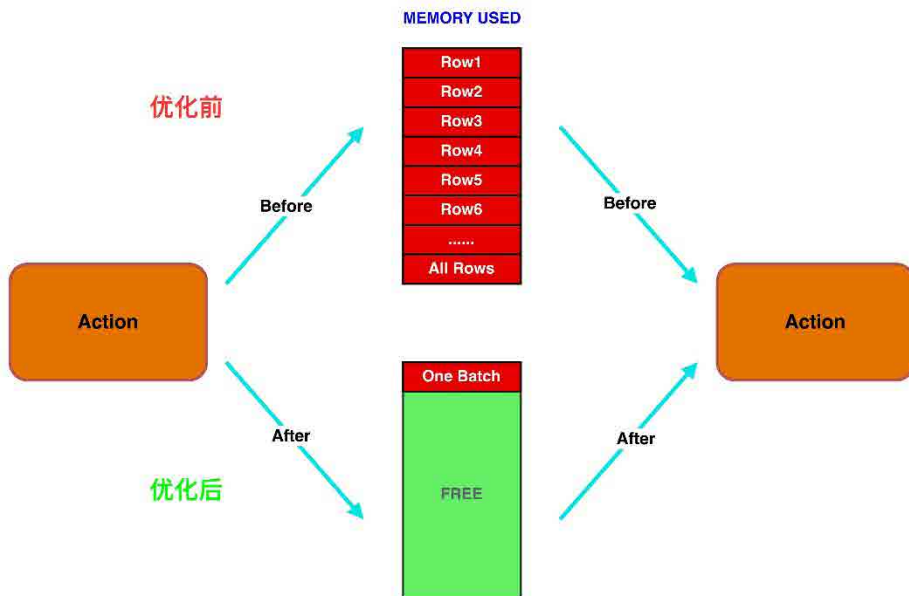 MEMORY USED
Row1
Row2
优化前
Row3
Row4
Row5
Before
Row6
Before
......
All Rows
Action
Action
One Batch
After
After
优化后
FREE